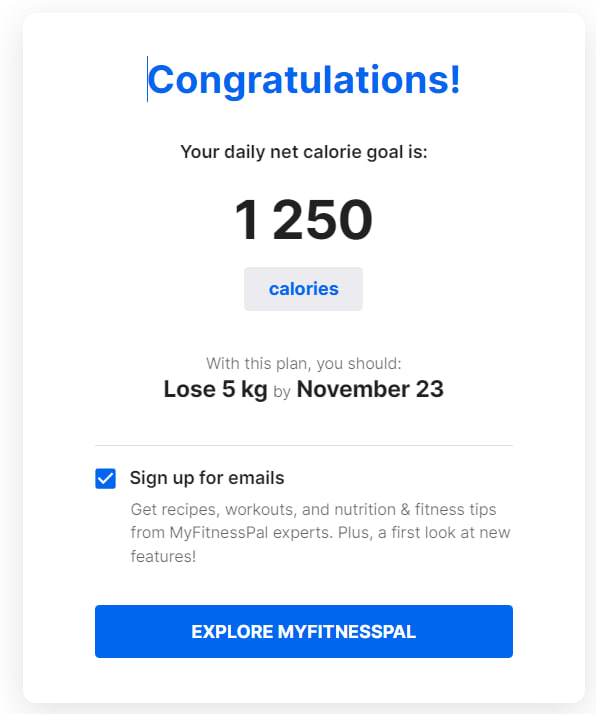 Congratulations!
Your daily net calorie goal is:
1 250
calories
With this plan, you should:
Lose 5 kg by November 23
Sign up for emails
Get recipes, workouts, and nutrition & fitness tips
from MyFitnessPal experts. Plus, a first look at new
features!
EXPLORE MYFITNESSPAL